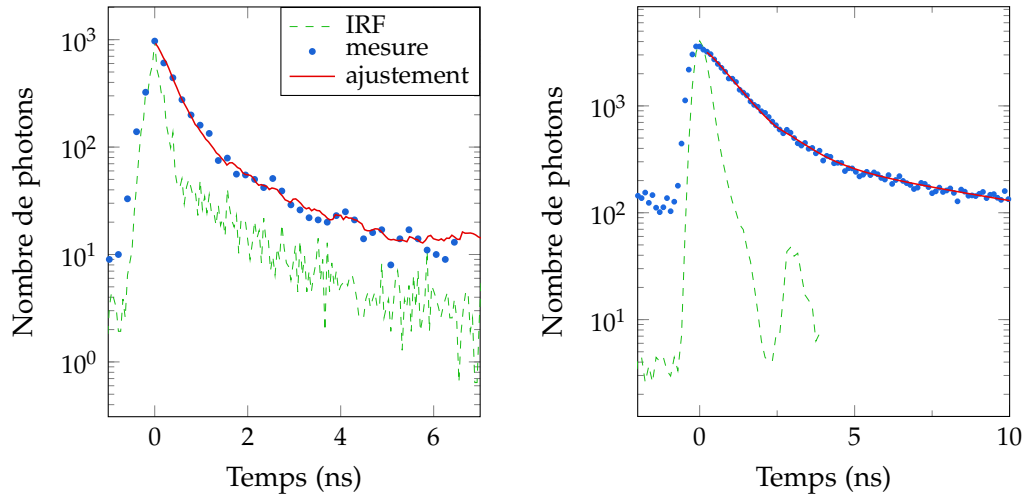 IRF
mesure
ajustement
Nombre de photons
10^3
10^2
10^1
10^0
0
2
4
6
Temps (ns)
Nombre de photons
10^3
10^2
10^1
0
5
10
Temps (ns)